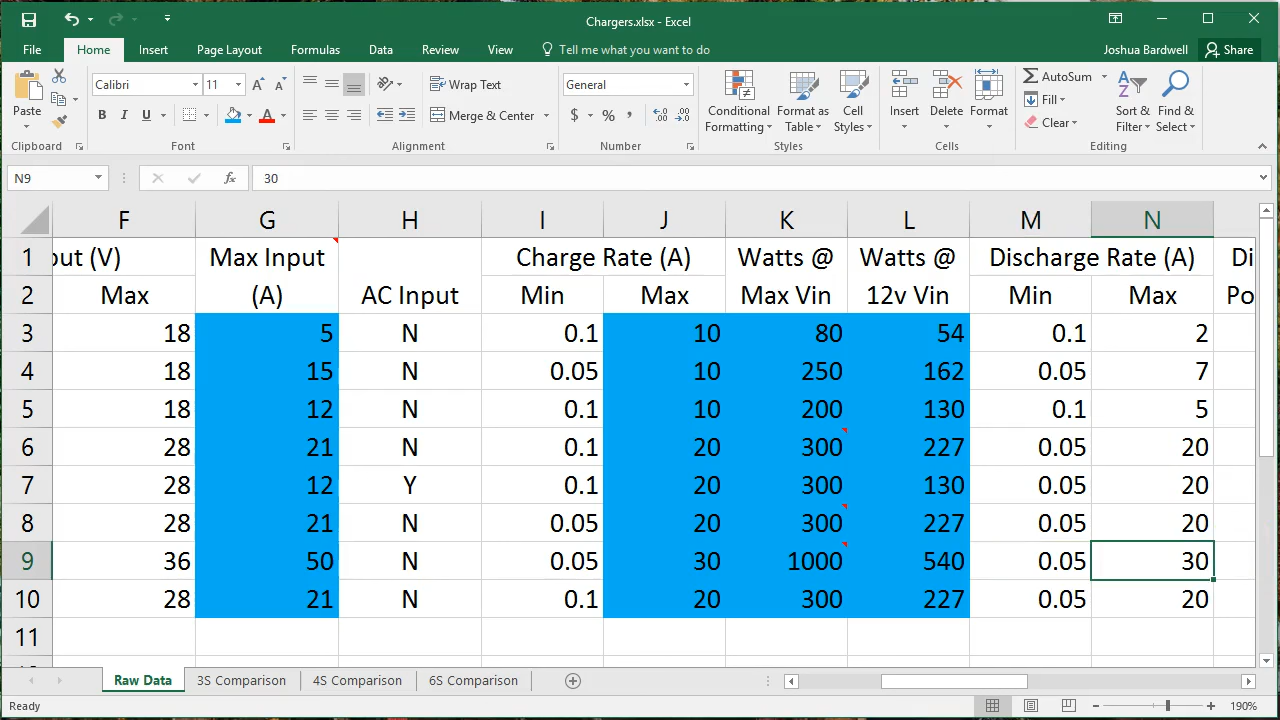 Chargers.xlsx - Excel
File Home Insert Page Layout Formulas Data Review View Tell me what you want to do Joshua Bardwell Share
Paste
Calibri 11
B I U A
Wrap Text
Merge & Center
General
$ % ,
Conditional Formatting
Format as Table
Cell Styles
Insert Delete Format
AutoSum
Fill
Clear
Sort & Filter
Find & Select
Clipboard Font Alignment Number Styles Cells Editing
N9 fx 30
F G H I J K L M N
1 out (V) Max Input Charge Rate (A) Watts @ Watts @ Discharge Rate (A) Di
2 Max (A) AC Input Min Max Max Vin 12v Vin Min Max Po
3 18 5 N 0.1 10 80 54 0.1 2
4 18 15 N 0.05 10 250 162 0.05 7
5 18 12 N 0.1 10 200 130 0.1 5
6 28 21 N 0.1 20 300 227 0.05 20
7 28 12 Y 0.1 20 300 130 0.05 20
8 28 21 N 0.05 20 300 227 0.05 20
9 36 50 N 0.05 30 1000 540 0.05 30
10 28 21 N 0.1 20 300 227 0.05 20
11
Raw Data 3S Comparison 4S Comparison 6S Comparison
Ready 190%